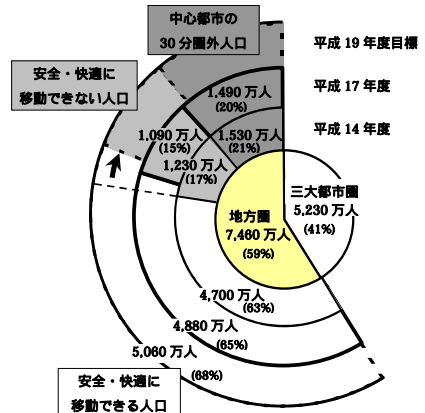 中心都市の
30分圏外人口
平成19年度目標
安全・快適に
移動できない人口
平成17年度
1,490万人
(20%)
平成14年度
1,090万人
(15%)
1,530万人
(21%)
1,230万人
(17%)
三大都市圏
5,230万人
(41%)
地方圏
7,460万人
(59%)
4,700万人
(63%)
4,880万人
(65%)
5,060万人
(68%)
安全・快適に
移動できる人口